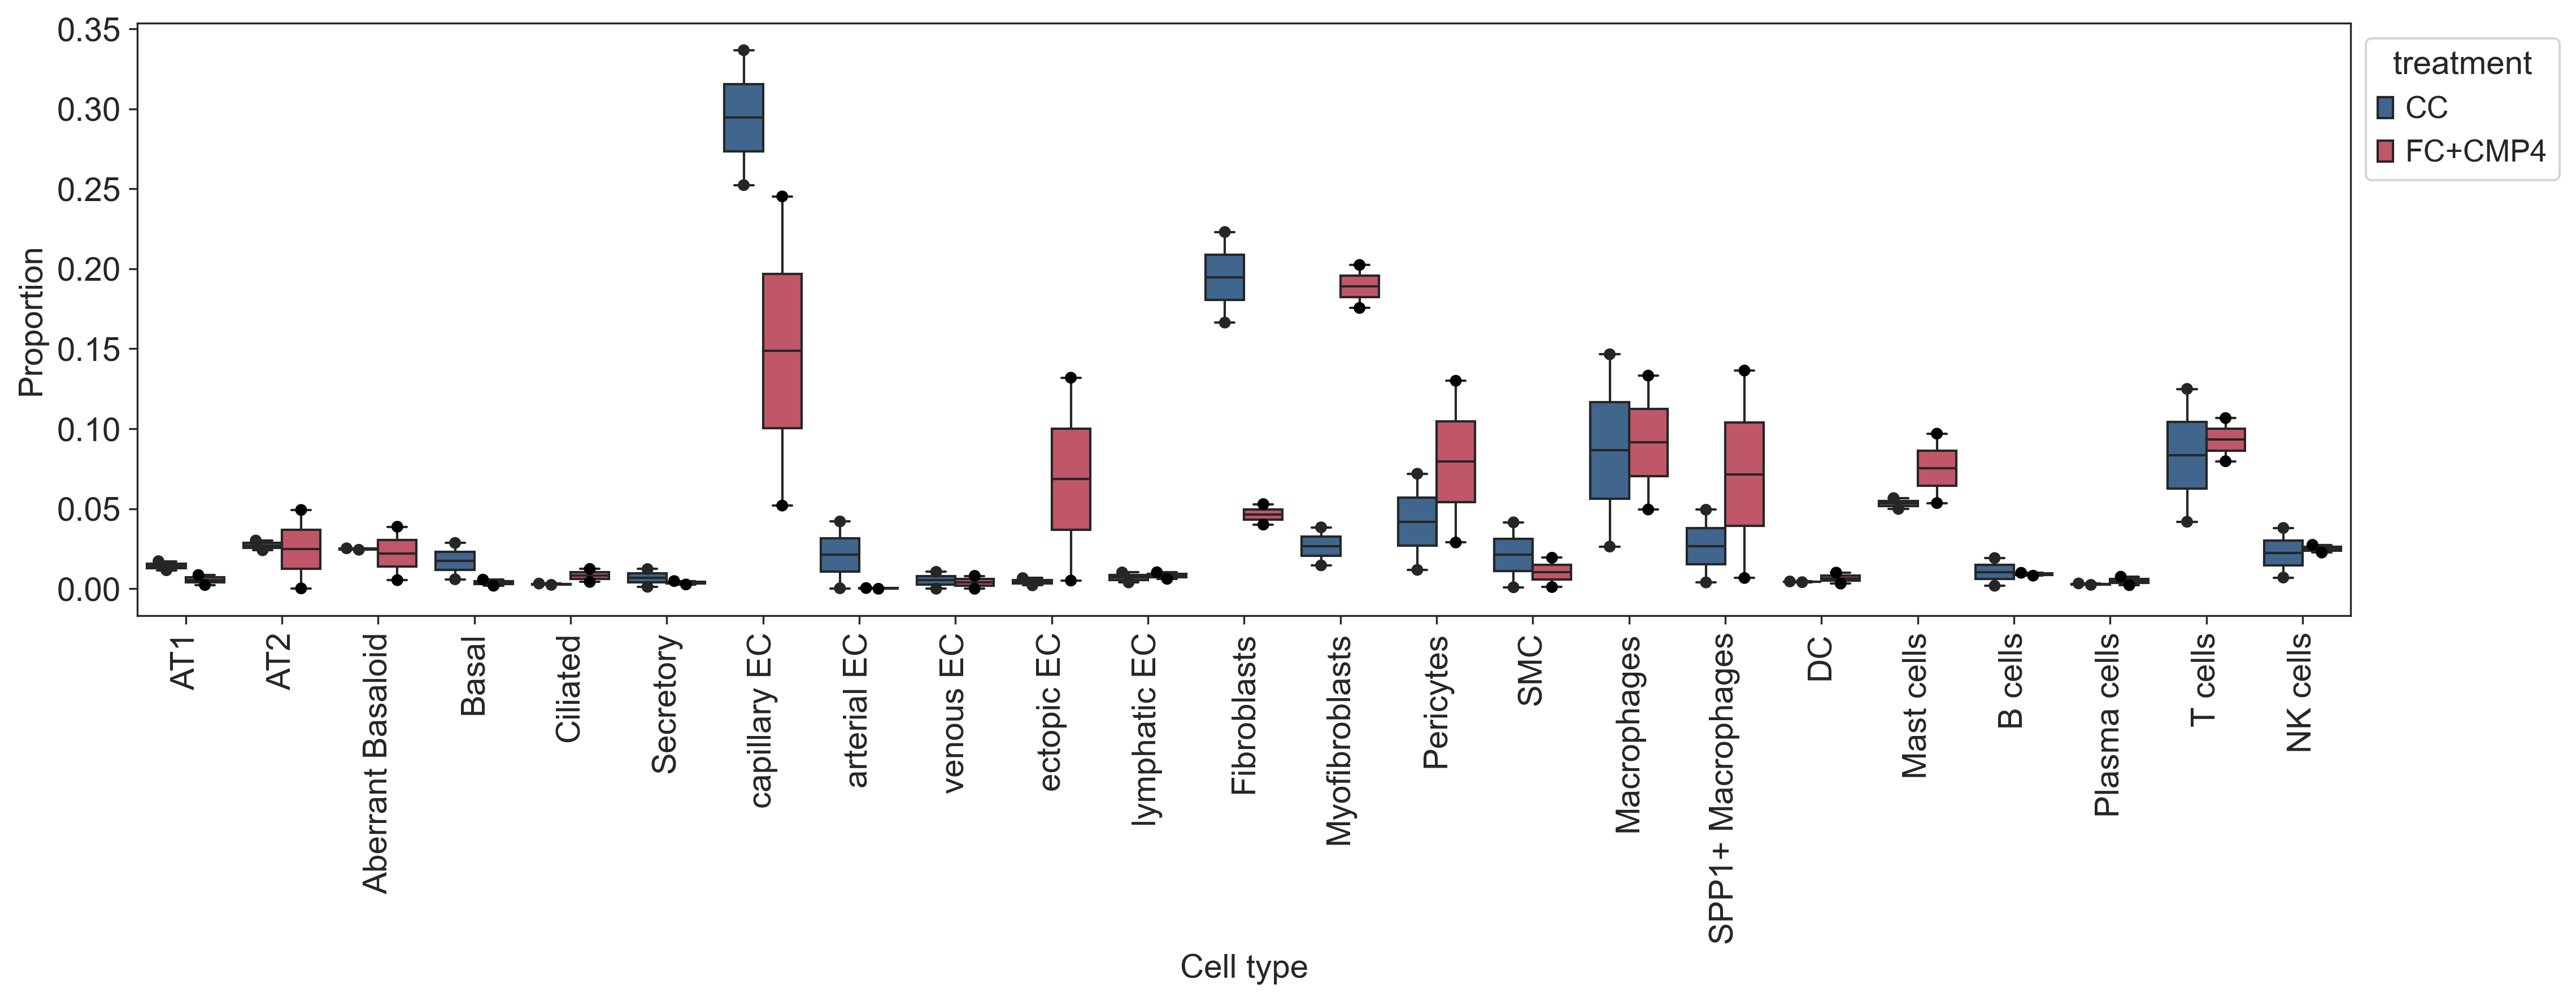 0.35
0.30
0.25
0.20
0.15
0.10
0.05
0.00
Proportion
AT1
AT2
Aberrant Basaloid
Basal
Ciliated
Secretory
capillary EC
arterial EC
venous EC
ectopic EC
lymphatic EC
Fibroblasts
Myofibroblasts
Pericytes
SMC
Macrophages
SPP1+ Macrophages
DC
Mast cells
B cells
Plasma cells
T cells
NK cells
Cell type
treatment
CC
FC+CMP4